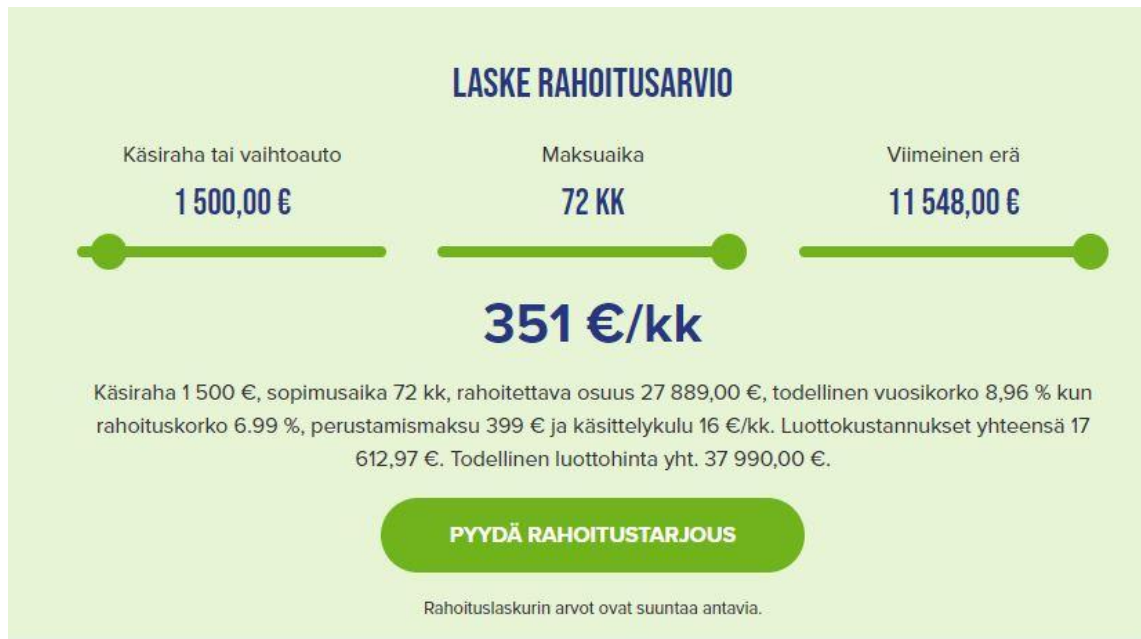 LASKE RAHOITUSARVIO
Käsiraha tai vaihtoauto
1 500,00 €
Maksuaika
72 KK
Viimeinen erä
11 548,00 €
351 €/kk
Käsiraha 1 500 €, sopimusaika 72 kk, rahoitettava osuus 27 889,00 €, todellinen vuosikorko 8,96 % kun
rahoituskorko 6.99 %, perustamismaksu 399 € ja käsittelykulu 16 €/kk. Luottokustannukset yhteensä 17
612,97 €. Todellinen luottohinta yht. 37 990,00 €.
PYYDÄ RAHOITUSTARJOUS
Rahoituslaskurin arvot ovat suuntaa antavia.